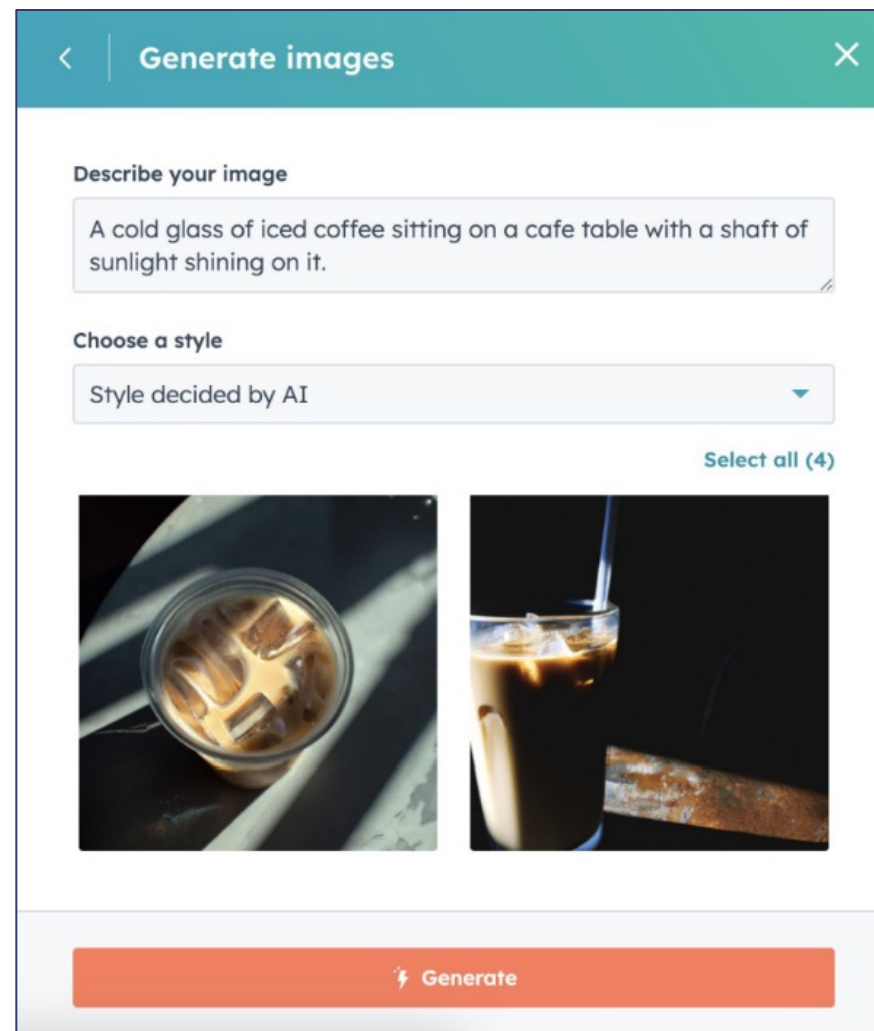 Generate images
Describe your image
A cold glass of iced coffee sitting on a cafe table with a shaft of
sunlight shining on it.
Choose a style
Style decided by AI
Select all (4)
Generate